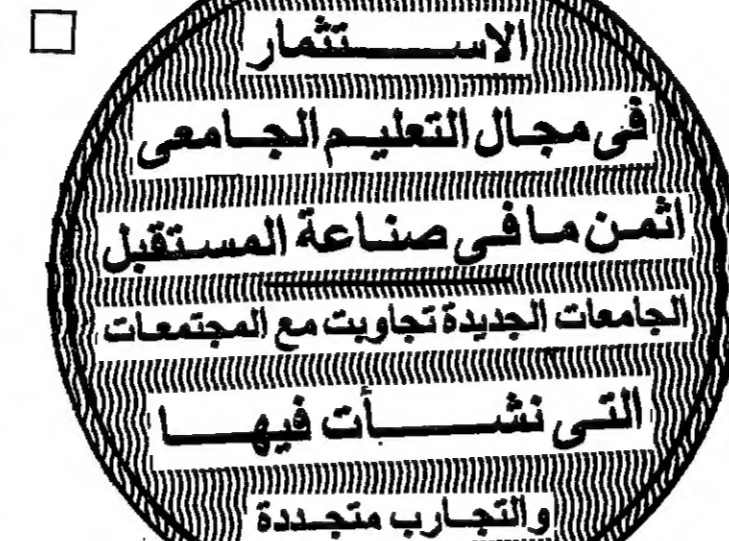 الاستثمار
فى مجال التعليم الجامعى
اثمن ما فى صناعة المستقبل
الجامعات الجديدة تجاوبت مع المجتمعات
التى نشأت فيها
والتجارب متجددة